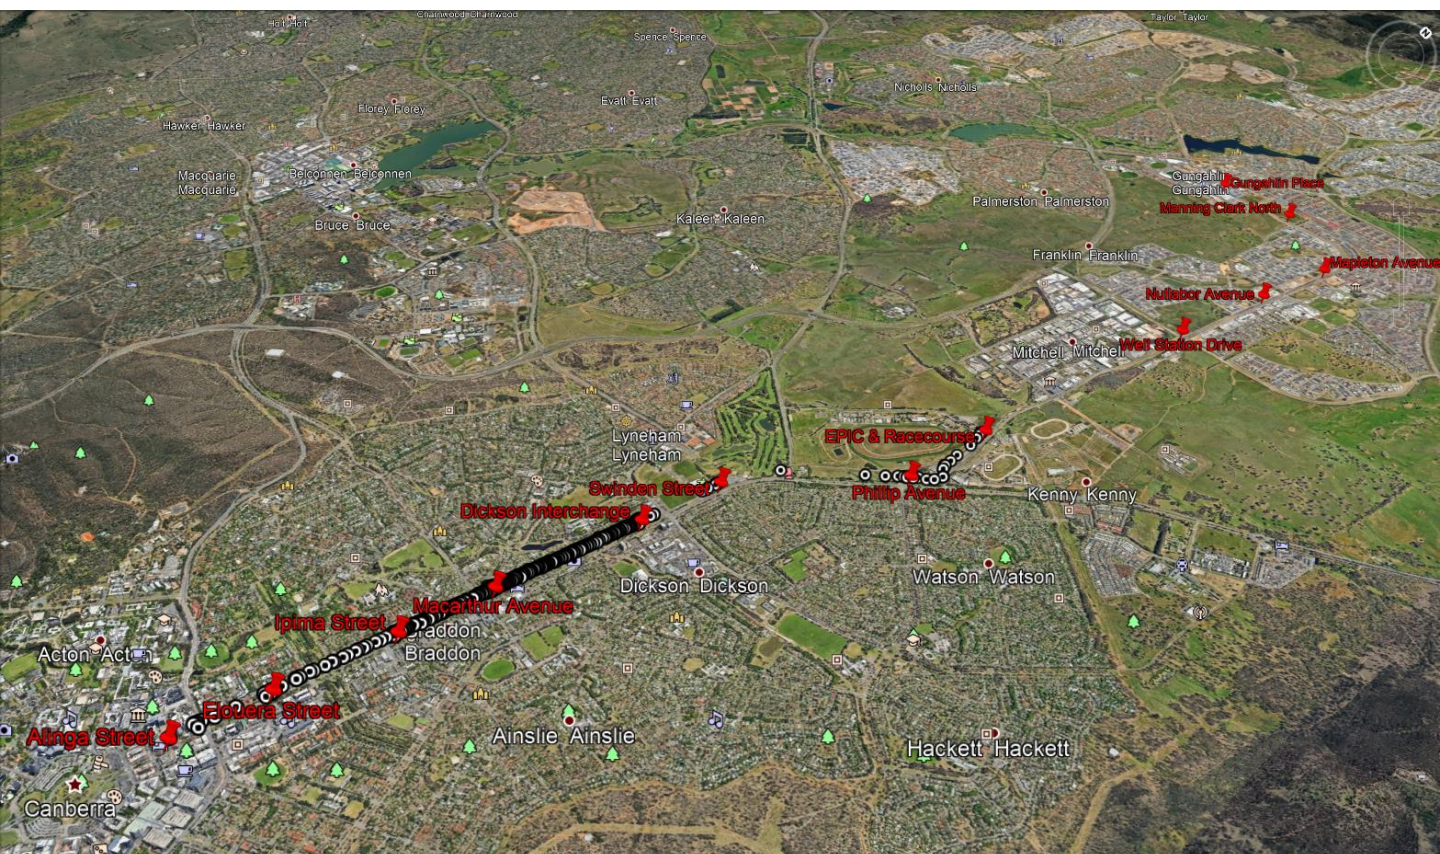 Charnwood Charnwood
Taylor Taylor
Holt Holt
Spence Spence
Nicholls Nicholls
Evatt Evatt
Florey Florey
Hawker Hawker
Belconnen Belconnen
Macquarie
Macquarie
Gungahlin
Gungahlin
Gungahlin Place
Palmerston Palmerston
Manning Clark North
Kaleen Kaleen
Bruce Bruce
Franklin Franklin
Mapleton Avenue
Nullabor Avenue
Well Station Drive
Mitchell Mitchell
Lyneham
Lyneham
EPIC & Racecourse
Swinden Street
Phillip Avenue
Kenny Kenny
Dickson Interchange
Dickson Dickson
Watson Watson
Macarthur Avenue
Ipima Street
Braddon
Braddon
Acton Acton
Elouera Street
Alinga Street
Ainslie Ainslie
Hackett Hackett
Canberra